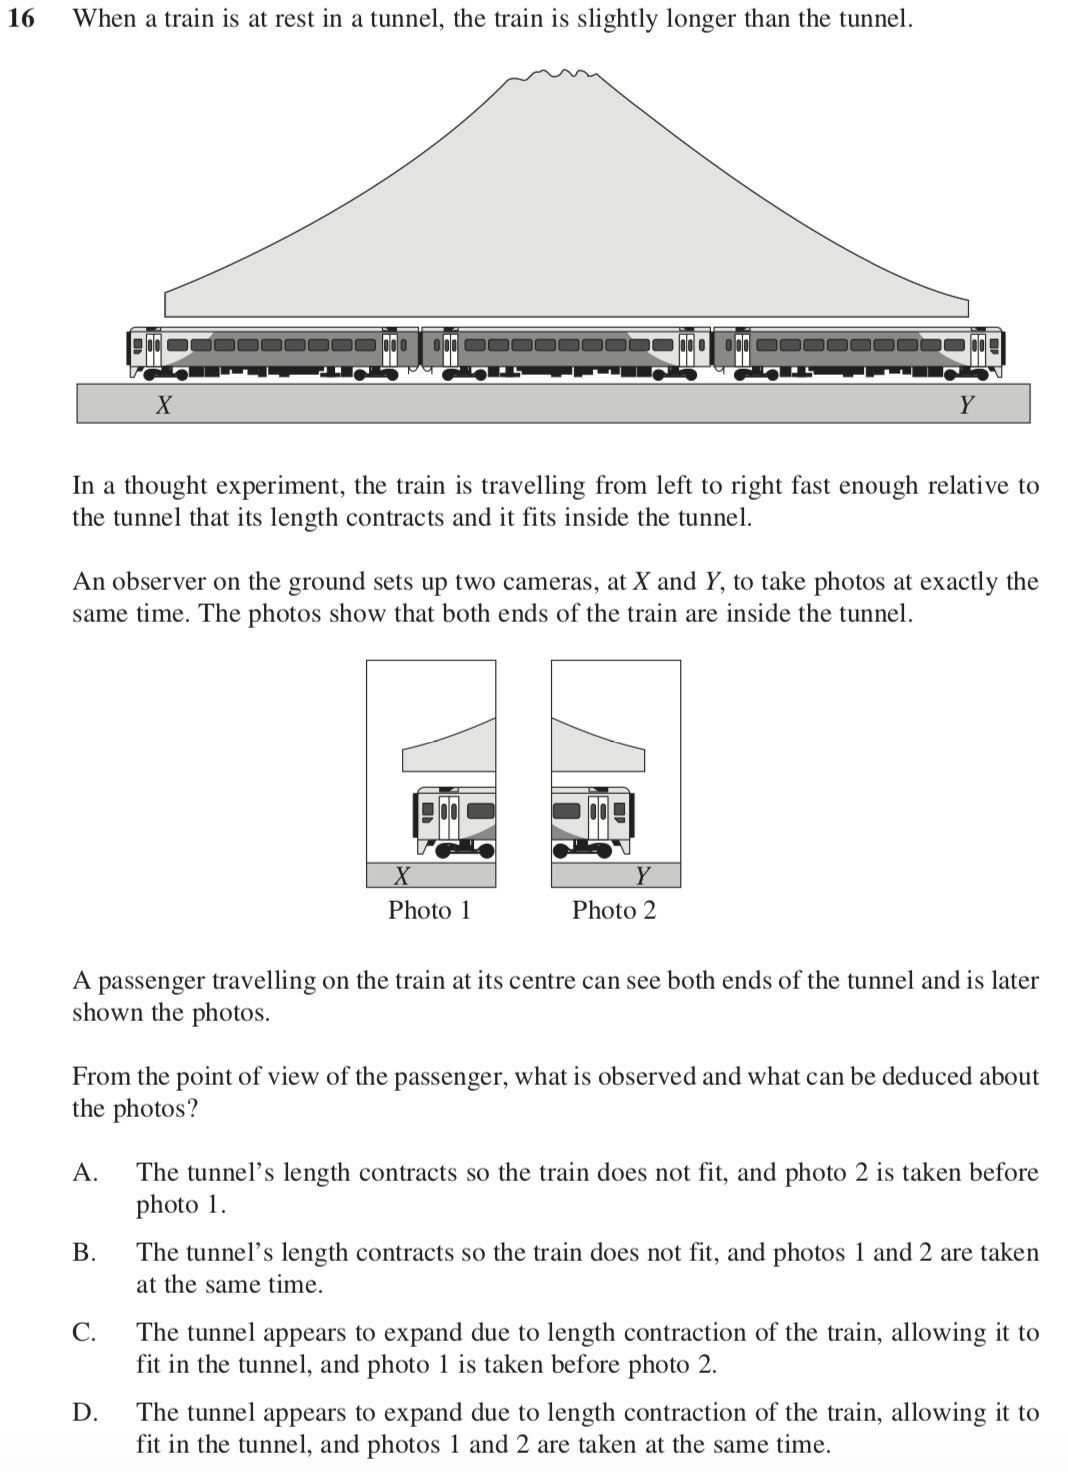 16 When a train is at rest in a tunnel, the train is slightly longer than the tunnel.
X Y
In a thought experiment, the train is travelling from left to right fast enough relative to
the tunnel that its length contracts and it fits inside the tunnel.
An observer on the ground sets up two cameras, at X and Y, to take photos at exactly the
same time. The photos show that both ends of the train are inside the tunnel.
X Y
Photo 1 Photo 2
A passenger travelling on the train at its centre can see both ends of the tunnel and is later
shown the photos.
From the point of view of the passenger, what is observed and what can be deduced about
the photos?
A. The tunnel’s length contracts so the train does not fit, and photo 2 is taken before
photo 1.
B. The tunnel’s length contracts so the train does not fit, and photos 1 and 2 are taken
at the same time.
C. The tunnel appears to expand due to length contraction of the train, allowing it to
fit in the tunnel, and photo 1 is taken before photo 2.
D. The tunnel appears to expand due to length contraction of the train, allowing it to
fit in the tunnel, and photos 1 and 2 are taken at the same time.